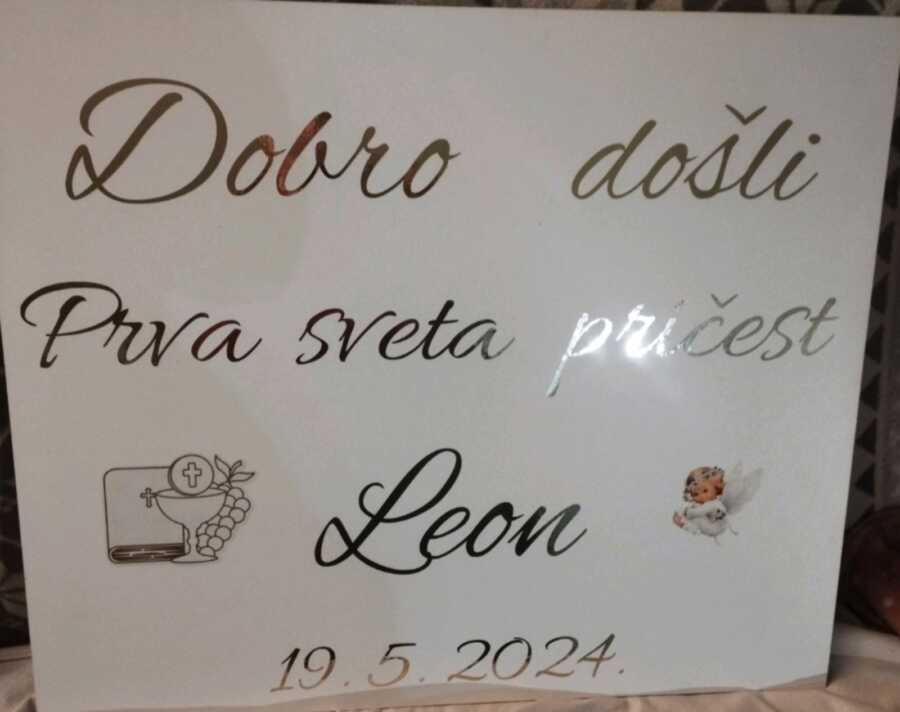 Dobro došli
Prva sveta pričest
Leon
19.5.2024.